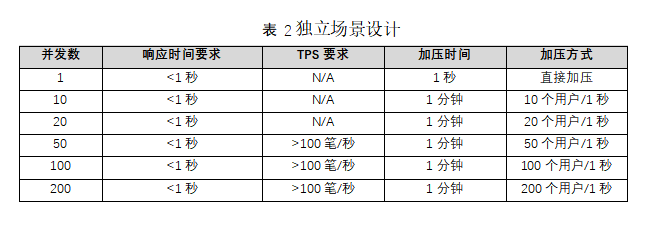 表 2 独立场景设计
并发数 响应时间要求 TPS 要求 加压时间 加压方式
1 <1 秒 N/A 1 秒 直接加压
10 <1 秒 N/A 1 分钟 10 个用户/1 秒
20 <1 秒 N/A 1 分钟 20 个用户/1 秒
50 <1 秒 >100 笔/秒 1 分钟 50 个用户/1 秒
100 <1 秒 >100 笔/秒 1 分钟 100 个用户/1 秒
200 <1 秒 >100 笔/秒 1 分钟 200 个用户/1 秒